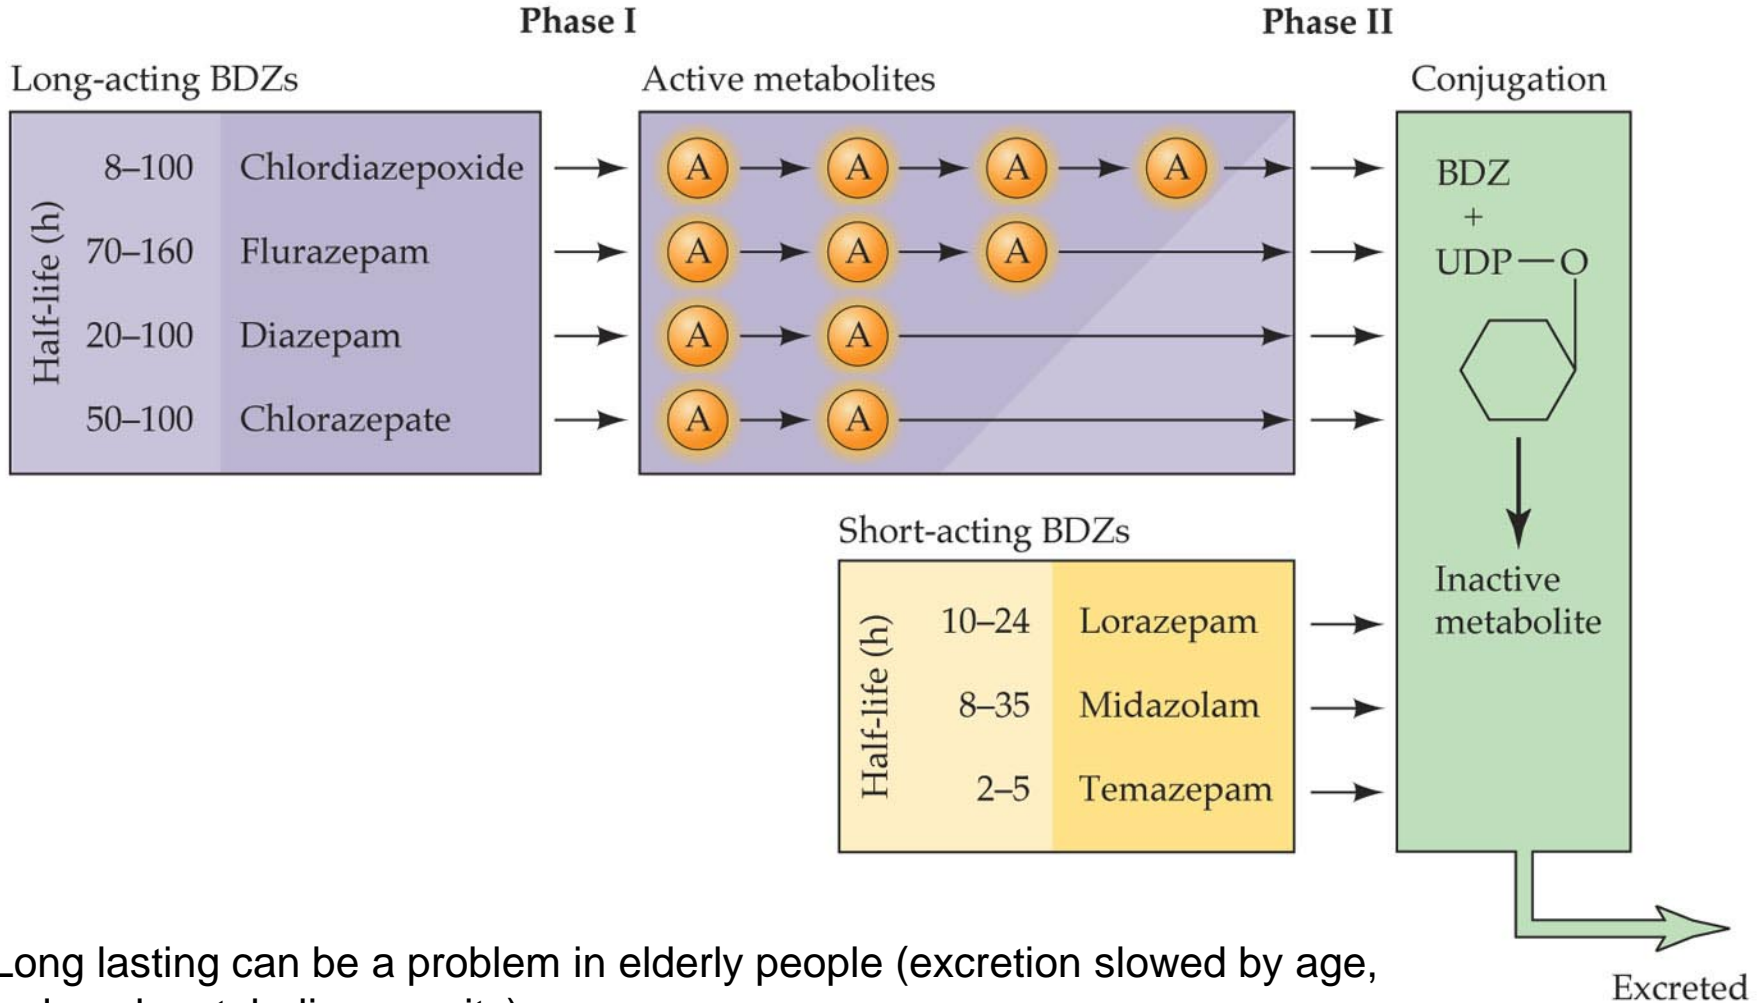 Phase I
Phase II
Long-acting BDZs
Active metabolites
Conjugation
Half-life (h)
8–100 Chlordiazepoxide
70–160 Flurazepam
20–100 Diazepam
50–100 Chlorazepate
A A A A
A A A
A A
A A
BDZ
+
UDP—O
Inactive
metabolite
Short-acting BDZs
Half-life (h)
10–24 Lorazepam
8–35 Midazolam
2–5 Temazepam
Excreted
Long lasting can be a problem in elderly people (excretion slowed by age,